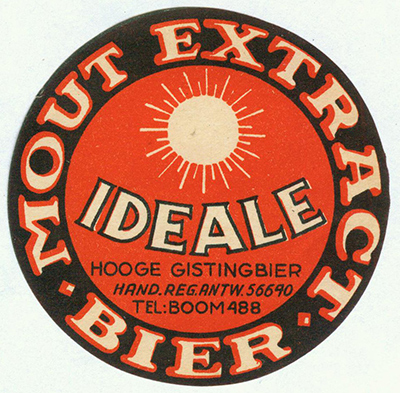 MOUT EXTRACT·
·BIER·
IDEALE
HOOGE GISTINGBIER
HAND. REG. ANTW. 56690
TEL: BOOM 488